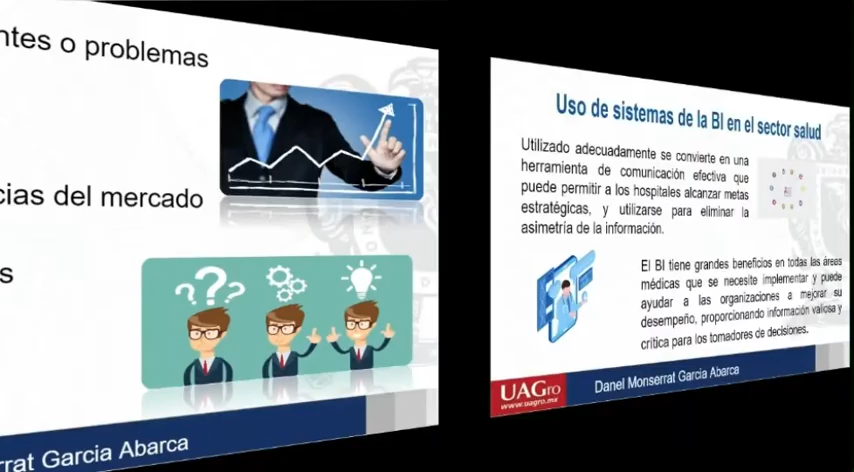 ntes o problemas
cias del mercado
s
rrat Garcia Abarca
Uso de sistemas de la BI en el sector salud
Utilizado adecuadamente se convierte en una
herramienta de comunicación efectiva que
puede permitir a los hospitales alcanzar metas
estratégicas, y utilizarse para eliminar la
asimetría de la información.
El BI tiene grandes beneficios en todas las áreas
médicas que se necesite implementar y puede
ayudar a las organizaciones a mejorar su
desempeño, proporcionando información valiosa y
crítica para los tomadores de decisiones.
UAGro
www.uagro.mx
Danel Monserrat Garcia Abarca